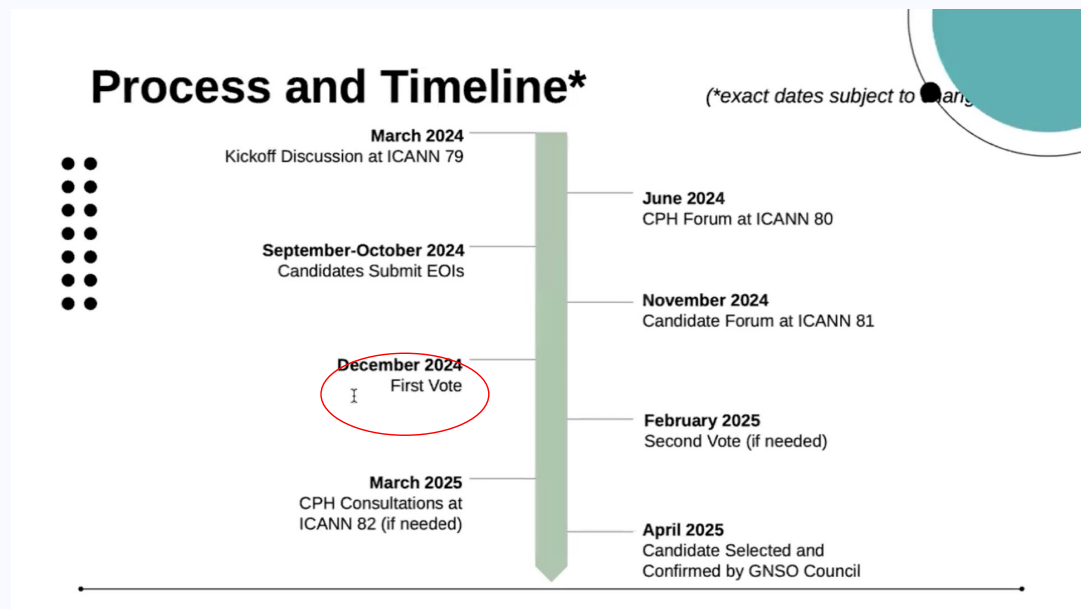 Process and Timeline*
(*exact dates subject to
March 2024
Kickoff Discussion at ICANN 79
June 2024
CPH Forum at ICANN 80
September-October 2024
Candidates Submit EOIs
November 2024
Candidate Forum at ICANN 81
December 2024
First Vote
February 2025
Second Vote (if needed)
March 2025
CPH Consultations at
ICANN 82 (if needed)
April 2025
Candidate Selected and
Confirmed by GNSO Council